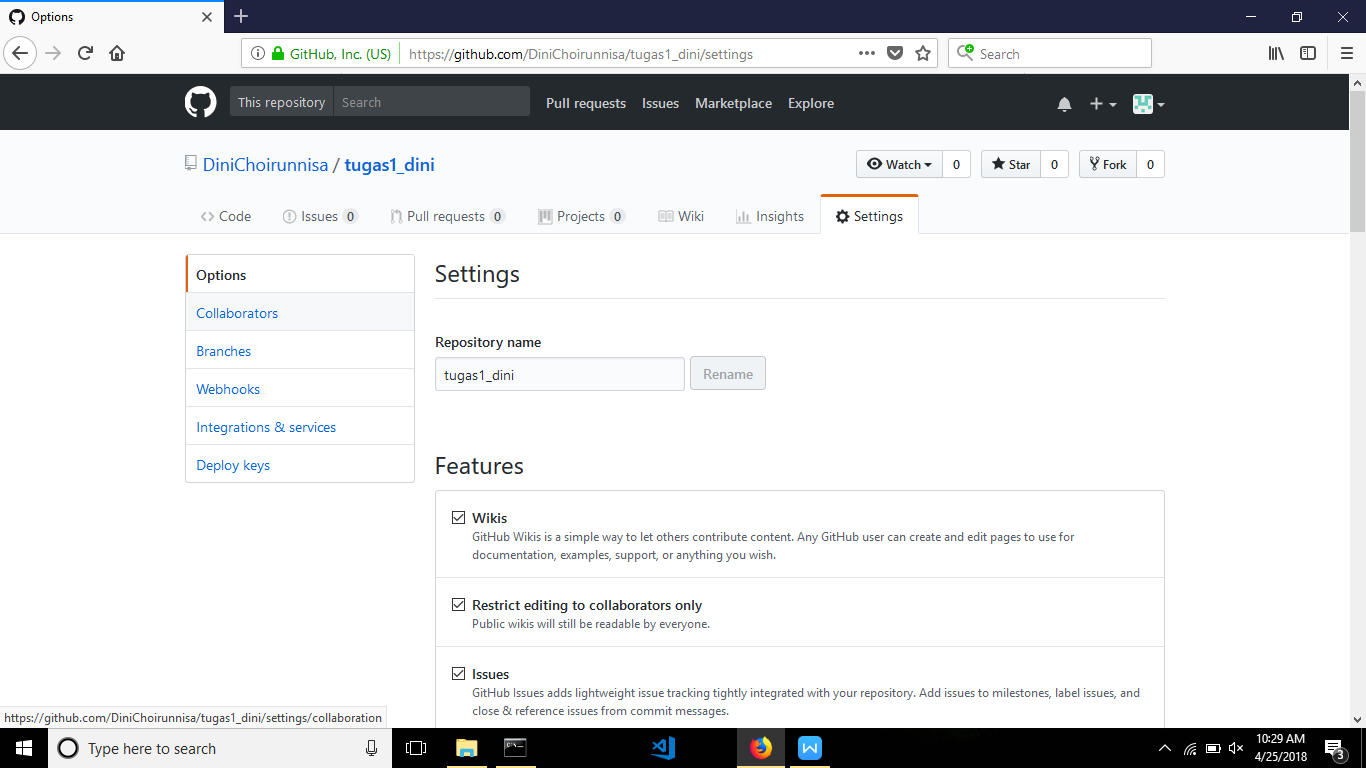 Options
GitHub, Inc. (US) https://github.com/DiniChoirunnisa/tugas1_dini/settings Search
This repository Search Pull requests Issues Marketplace Explore
DiniChoirunnisa / tugas1_dini Watch 0 Star 0 Fork 0
Code Issues 0 Pull requests 0 Projects 0 Wiki Insights Settings
Options
Collaborators
Branches
Webhooks
Integrations & services
Deploy keys
Settings
Repository name
tugas1_dini Rename
Features
Wikis
GitHub Wikis is a simple way to let others contribute content. Any GitHub user can create and edit pages to use for
documentation, examples, support, or anything you wish.
Restrict editing to collaborators only
Public wikis will still be readable by everyone.
Issues
GitHub Issues adds lightweight issue tracking tightly integrated with your repository. Add issues to milestones, label issues, and
close & reference issues from commit messages.
https://github.com/DiniChoirunnisa/tugas1_dini/settings/collaboration
Type here to search
10:29 AM
4/25/2018
3